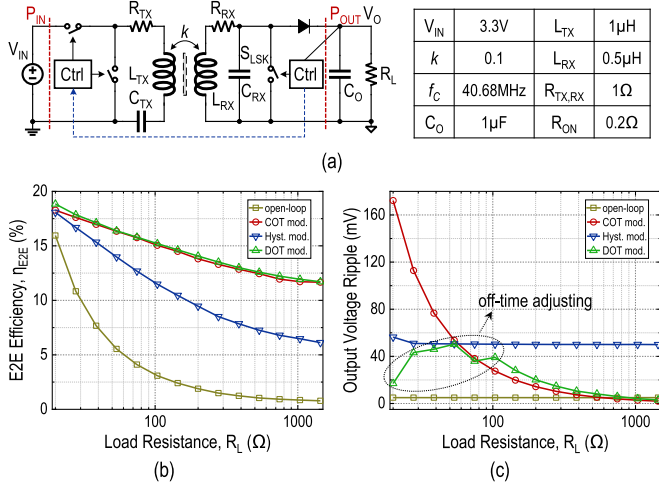 P_IN
R_TX
k
R_RX
P_OUT
V_O
V_IN
Ctrl
L_TX
C_TX
L_RX
S_LSK
C_RX
Ctrl
C_O
R_L
V_IN 3.3V L_TX 1µH
k 0.1 L_RX 0.5µH
f_C 40.68MHz R_TX,RX 1Ω
C_O 1µF R_ON 0.2Ω
(a)
E2E Efficiency, η_E2E (%)
20
15
10
5
0
open-loop
COT mod.
Hyst. mod.
DOT mod.
100 1000
Load Resistance, R_L (Ω)
(b)
Output Voltage Ripple (mV)
160
120
80
40
0
open-loop
COT mod.
Hyst. mod.
DOT mod.
off-time adjusting
100 1000
Load Resistance, R_L (Ω)
(c)